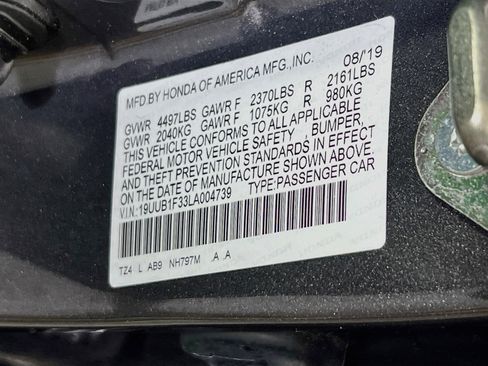 MFD.BY HONDA OF AMERICA MFG.,INC. 08/'19
GVWR 4497LBS GAWR F 2370LBS R 2161LBS
GVWR 2040KG GAWR F 1075KG R 980KG
THIS VEHICLE CONFORMS TO ALL APPLICABLE
FEDERAL MOTOR VEHICLE SAFETY , BUMPER,
AND THEFT PREVENTION STANDARDS IN EFFECT
ON THE DATE OF MANUFACTURE SHOWN ABOVE.
V.I.N:19UUB1F33LA004739 TYPE:PASSENGER CAR
TZ4 L AB9 NH797M .A .A